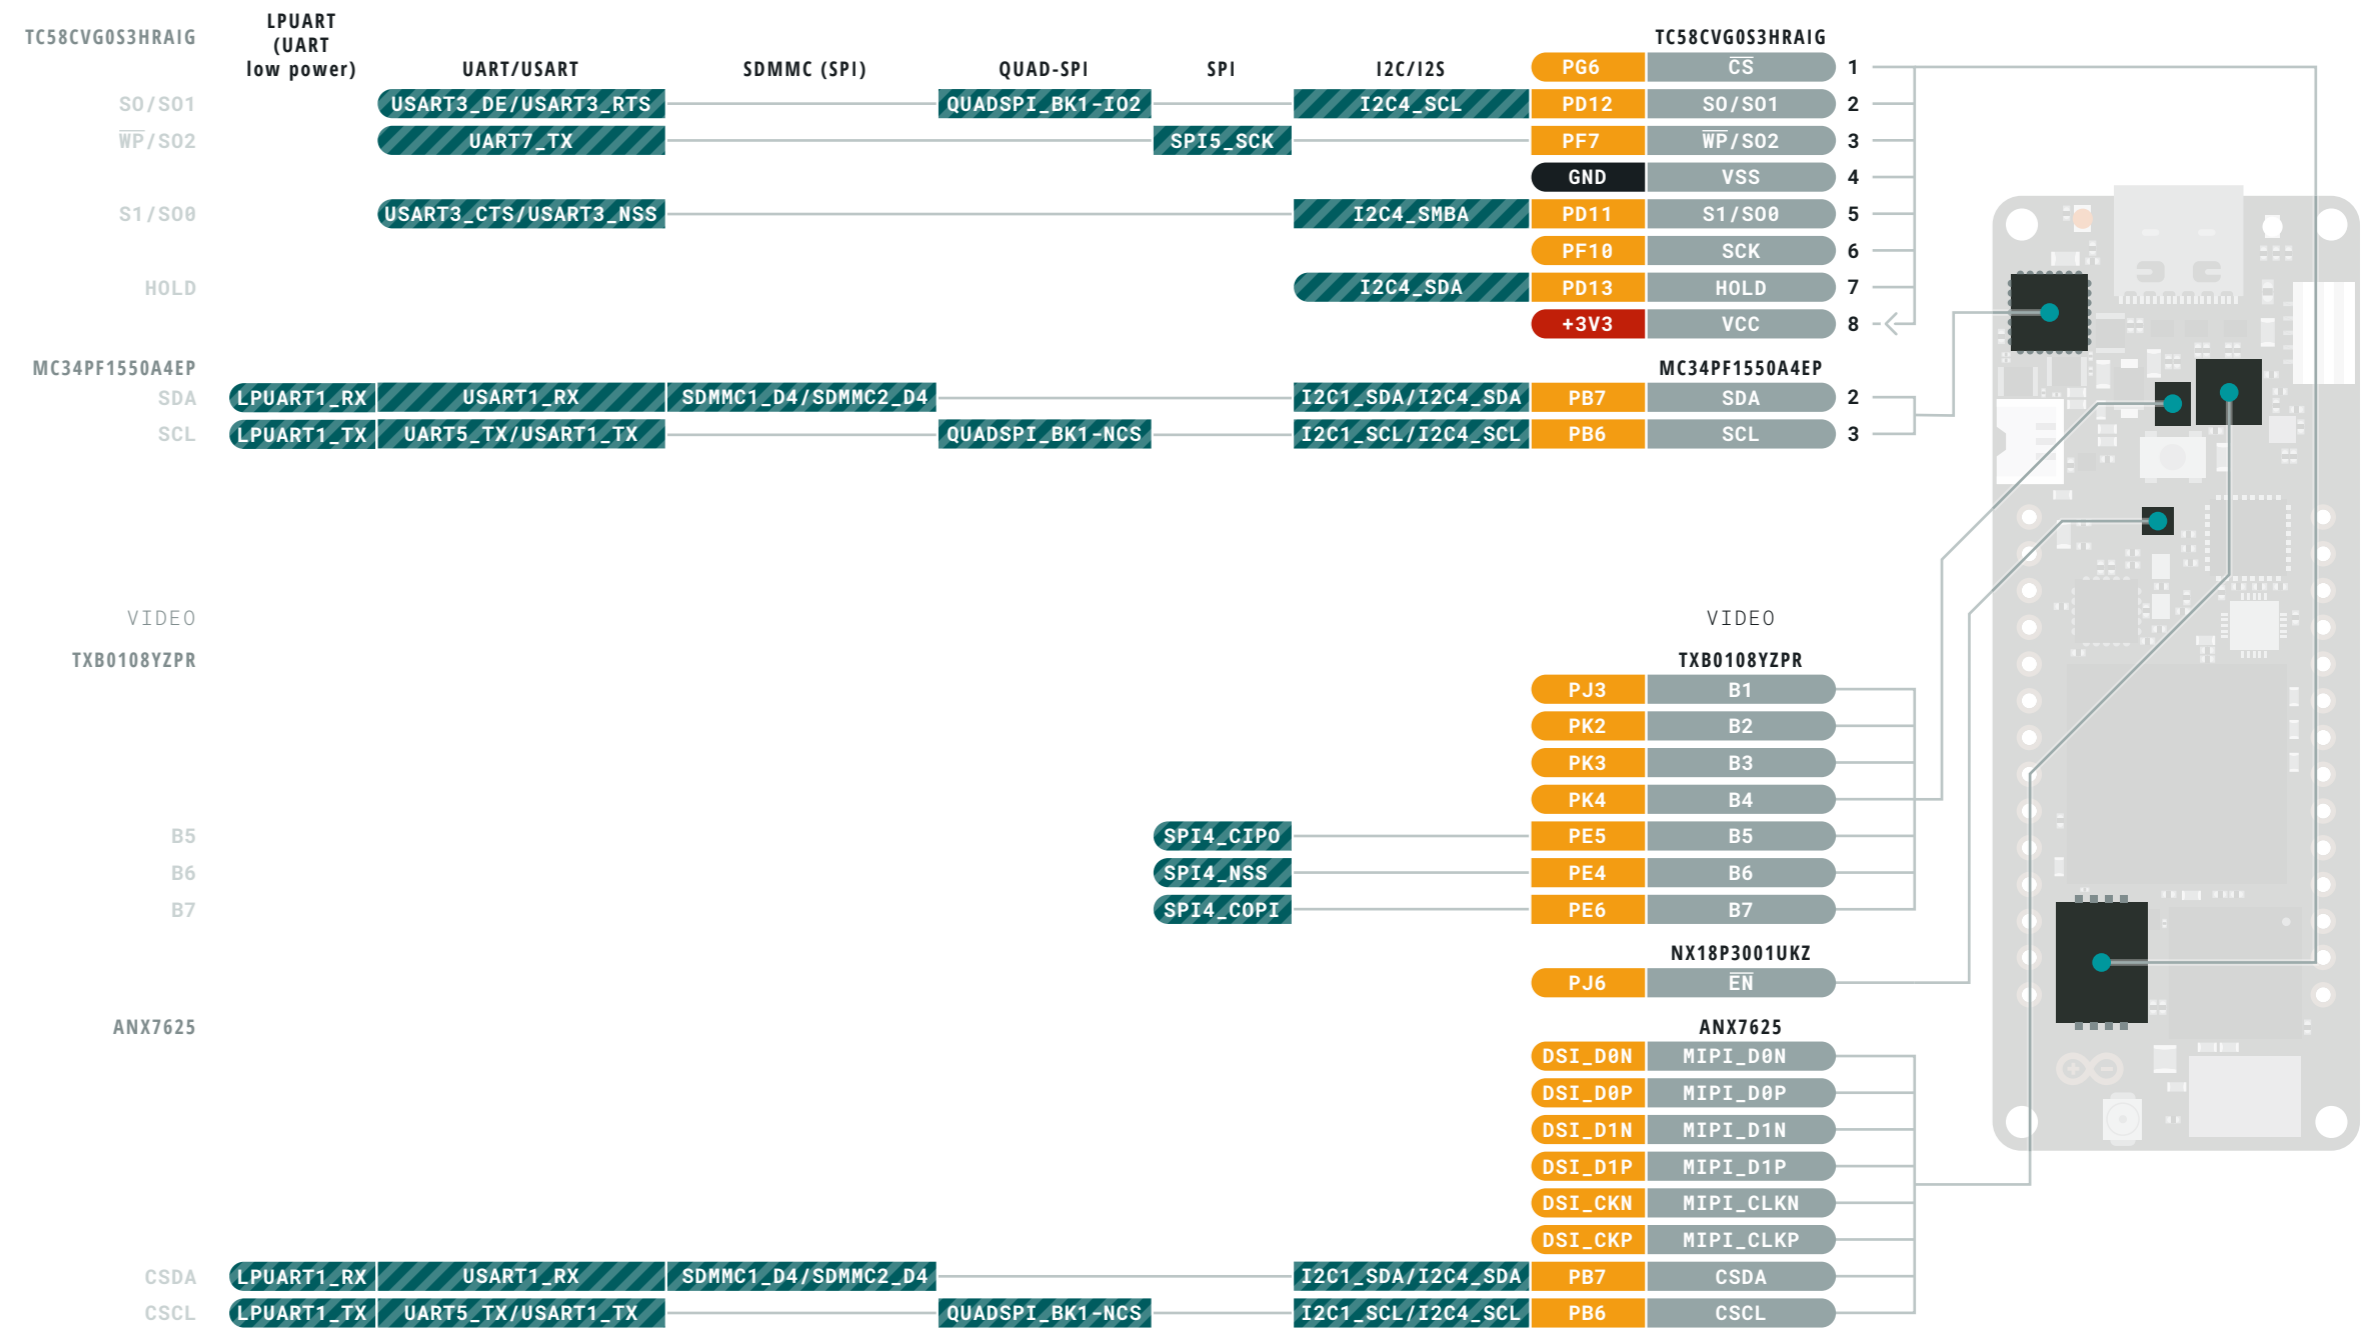 LPUART
TC58CVG0S3HRAIG (UART TC58CVG0S3HRAIG
low power) UART/USART SDMMC (SPI) QUAD-SPI SPI I2C/I2S PG6 CS 1
SO/SO1 USART3_DE/USART3_RTS QUADSPI_BK1-IO2 I2C4_SCL PD12 SO/SO1 2
WP/SO2 UART7_TX SPI5_SCK PF7 WP/SO2 3
GND VSS 4
S1/SO0 USART3_CTS/USART3_NSS I2C4_SMBA PD11 S1/SO0 5
PF10 SCK 6
HOLD I2C4_SDA PD13 HOLD 7
+3V3 VCC 8
MC34PF1550A4EP MC34PF1550A4EP
SDA LPUART1_RX USART1_RX SDMMC1_D4/SDMMC2_D4 I2C1_SDA/I2C4_SDA PB7 SDA 2
SCL LPUART1_TX UART5_TX/USART1_TX QUADSPI_BK1-NCS I2C1_SCL/I2C4_SCL PB6 SCL 3
VIDEO VIDEO
TXB0108YZPR TXB0108YZPR
PJ3 B1
PK2 B2
PK3 B3
PK4 B4
B5 SPI4_CIPO PE5 B5
B6 SPI4_NSS PE4 B6
B7 SPI4_COPI PE6 B7
NX18P3001UKZ
PJ6 EN
ANX7625 ANX7625
DSI_D0N MIPI_D0N
DSI_D0P MIPI_D0P
DSI_D1N MIPI_D1N
DSI_D1P MIPI_D1P
DSI_CKN MIPI_CLKN
DSI_CKP MIPI_CLKP
CSDA LPUART1_RX USART1_RX SDMMC1_D4/SDMMC2_D4 I2C1_SDA/I2C4_SDA PB7 CSDA
CSCL LPUART1_TX UART5_TX/USART1_TX QUADSPI_BK1-NCS I2C1_SCL/I2C4_SCL PB6 CSCL